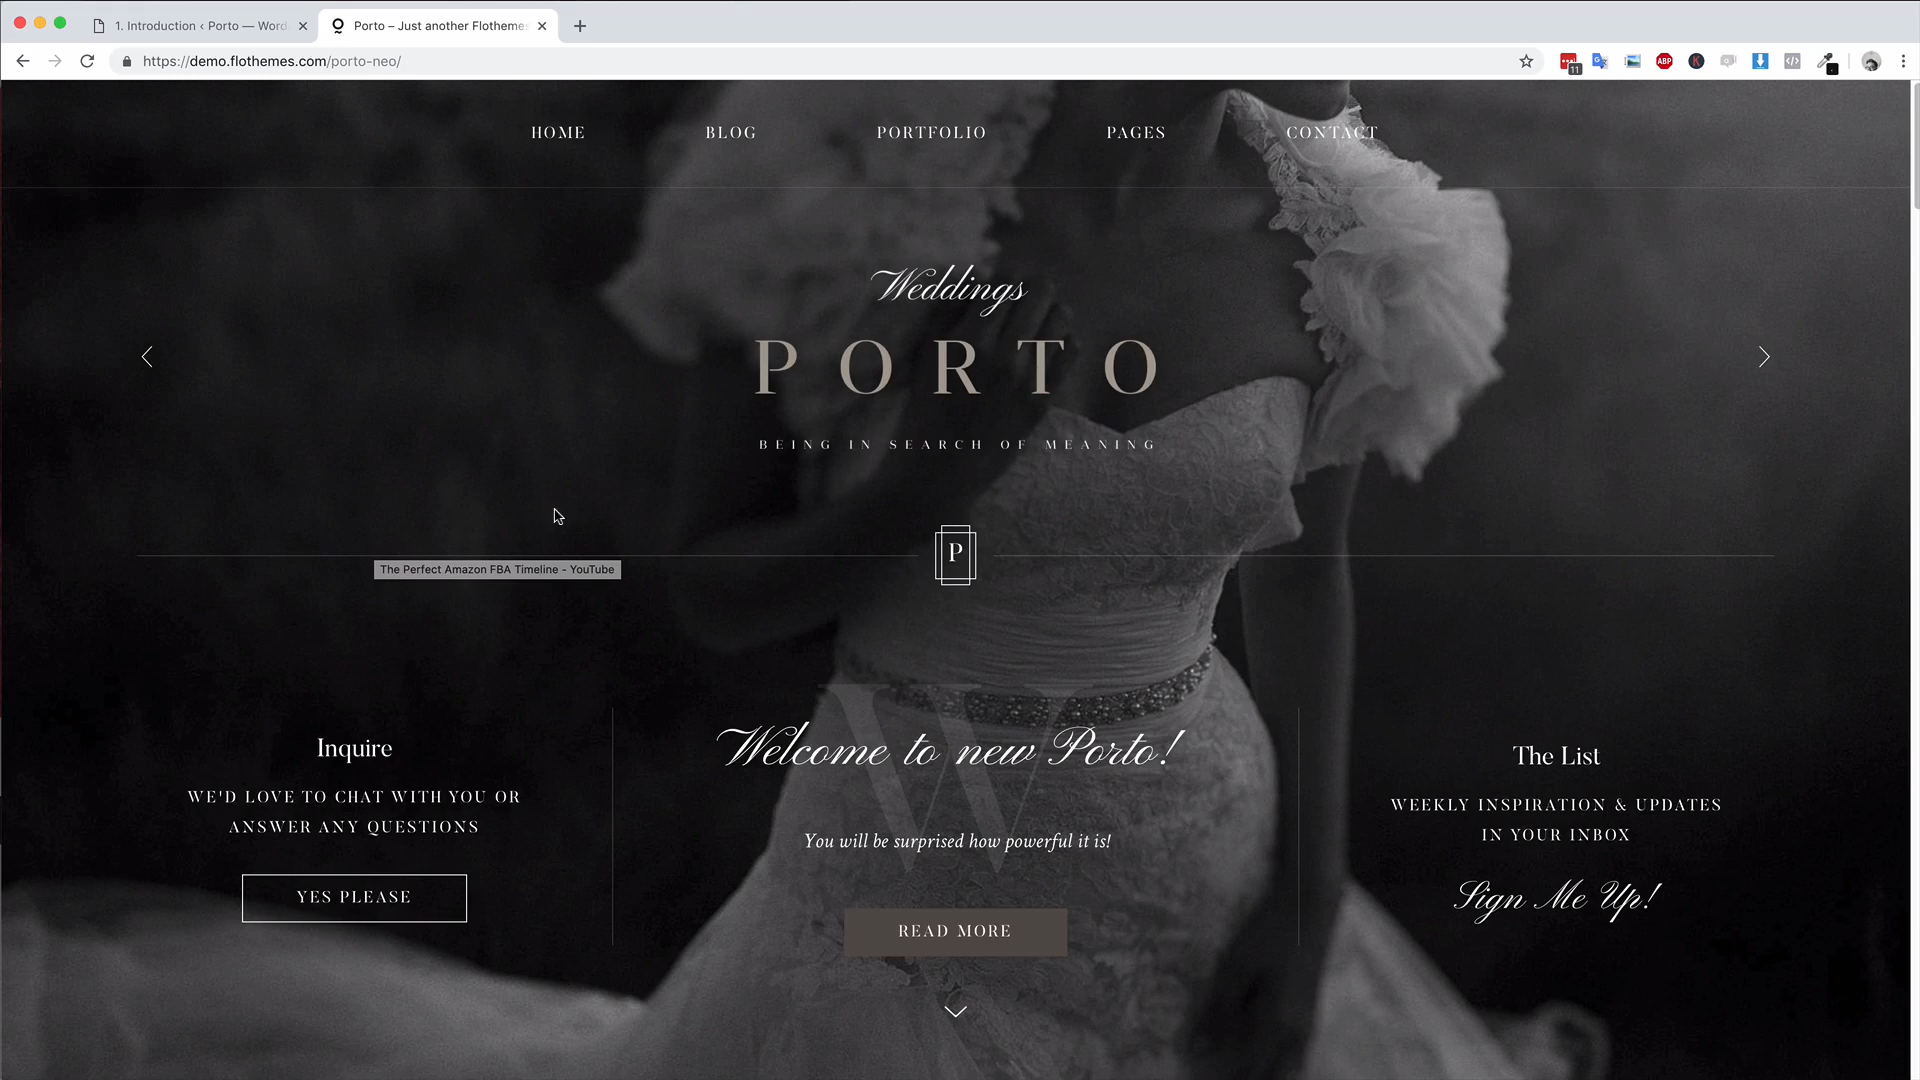 1. Introduction ‹ Porto — Word
Porto – Just another Flotheme
https://demo.flothemes.com/porto-neo/
11
ABP
K
HOME
BLOG
PORTFOLIO
PAGES
CONTACT
Weddings
PORTO
BEING IN SEARCH OF MEANING
P
The Perfect Amazon FBA Timeline - YouTube
W
Inquire
WE'D LOVE TO CHAT WITH YOU OR
ANSWER ANY QUESTIONS
YES PLEASE
Welcome to new Porto!
You will be surprised how powerful it is!
READ MORE
The List
WEEKLY INSPIRATION & UPDATES
IN YOUR INBOX
Sign Me Up!